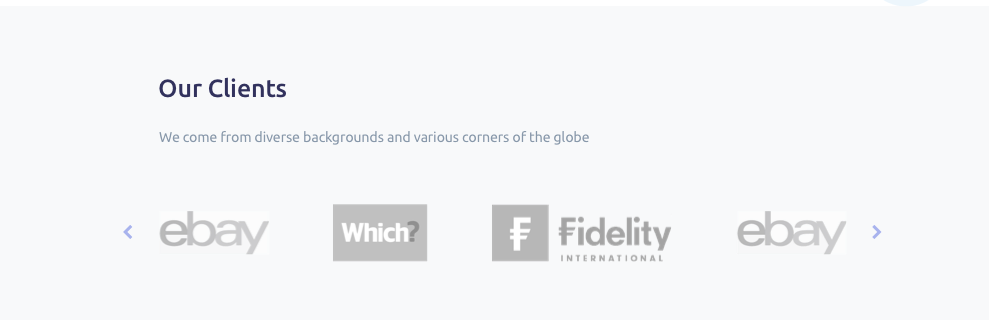 Our Clients
We come from diverse backgrounds and various corners of the globe
ebay Which? Fidelity ebay
INTERNATIONAL